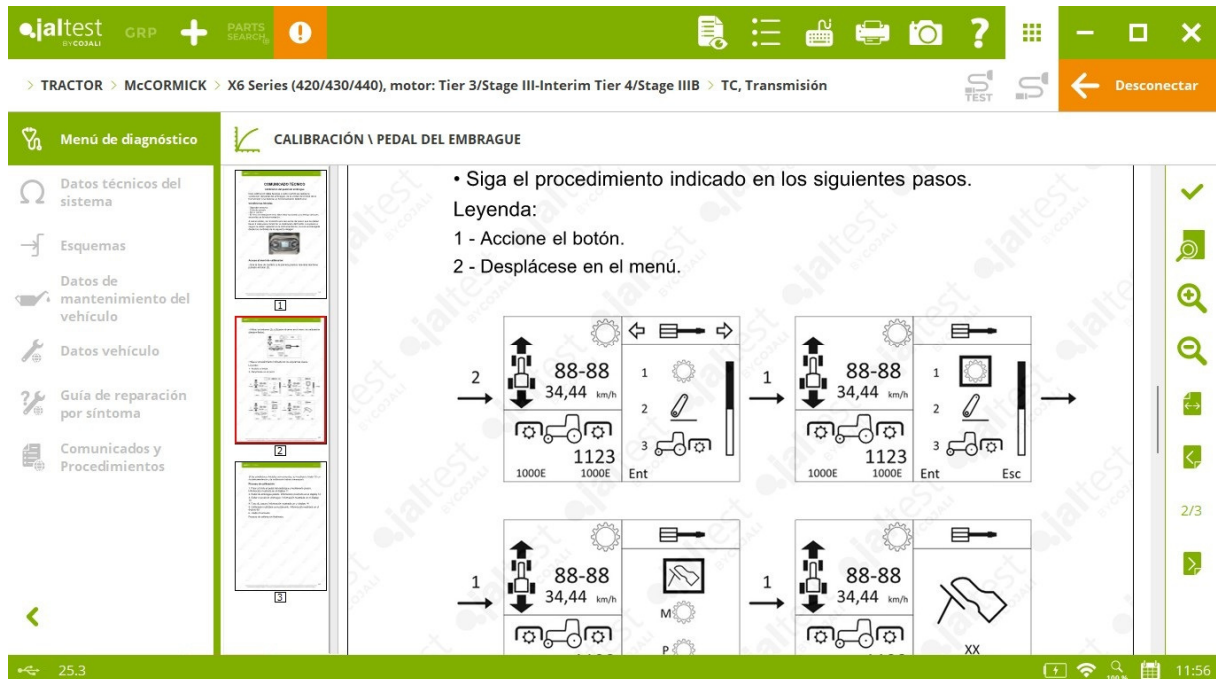 jaltest
BY COJALI
GRP
PARTS
SEARCH
> TRACTOR > McCORMICK > X6 Series (420/430/440), motor: Tier 3/Stage III-Interim Tier 4/Stage IIIB > TC, Transmisión
TEST
Desconectar
Menú de diagnóstico
CALIBRACIÓN \ PEDAL DEL EMBRAGUE
Datos técnicos del
sistema
Esquemas
Datos de
mantenimiento del
vehículo
Datos vehículo
Guía de reparación
por síntoma
Comunicados y
Procedimientos
COMUNICADO TÉCNICO
1
2
3
• Siga el procedimiento indicado en los siguientes pasos.
Leyenda:
1 - Accione el botón.
2 - Desplácese en el menú.
2
88-88
34,44 km/h
1123
1000E 1000E
1
2
3
Ent
1
88-88
34,44 km/h
1123
1000E 1000E
1
2
3
Ent Esc
1
88-88
34,44 km/h
M
P
1
88-88
34,44 km/h
XX
2/3
25.3
100 %
11:56